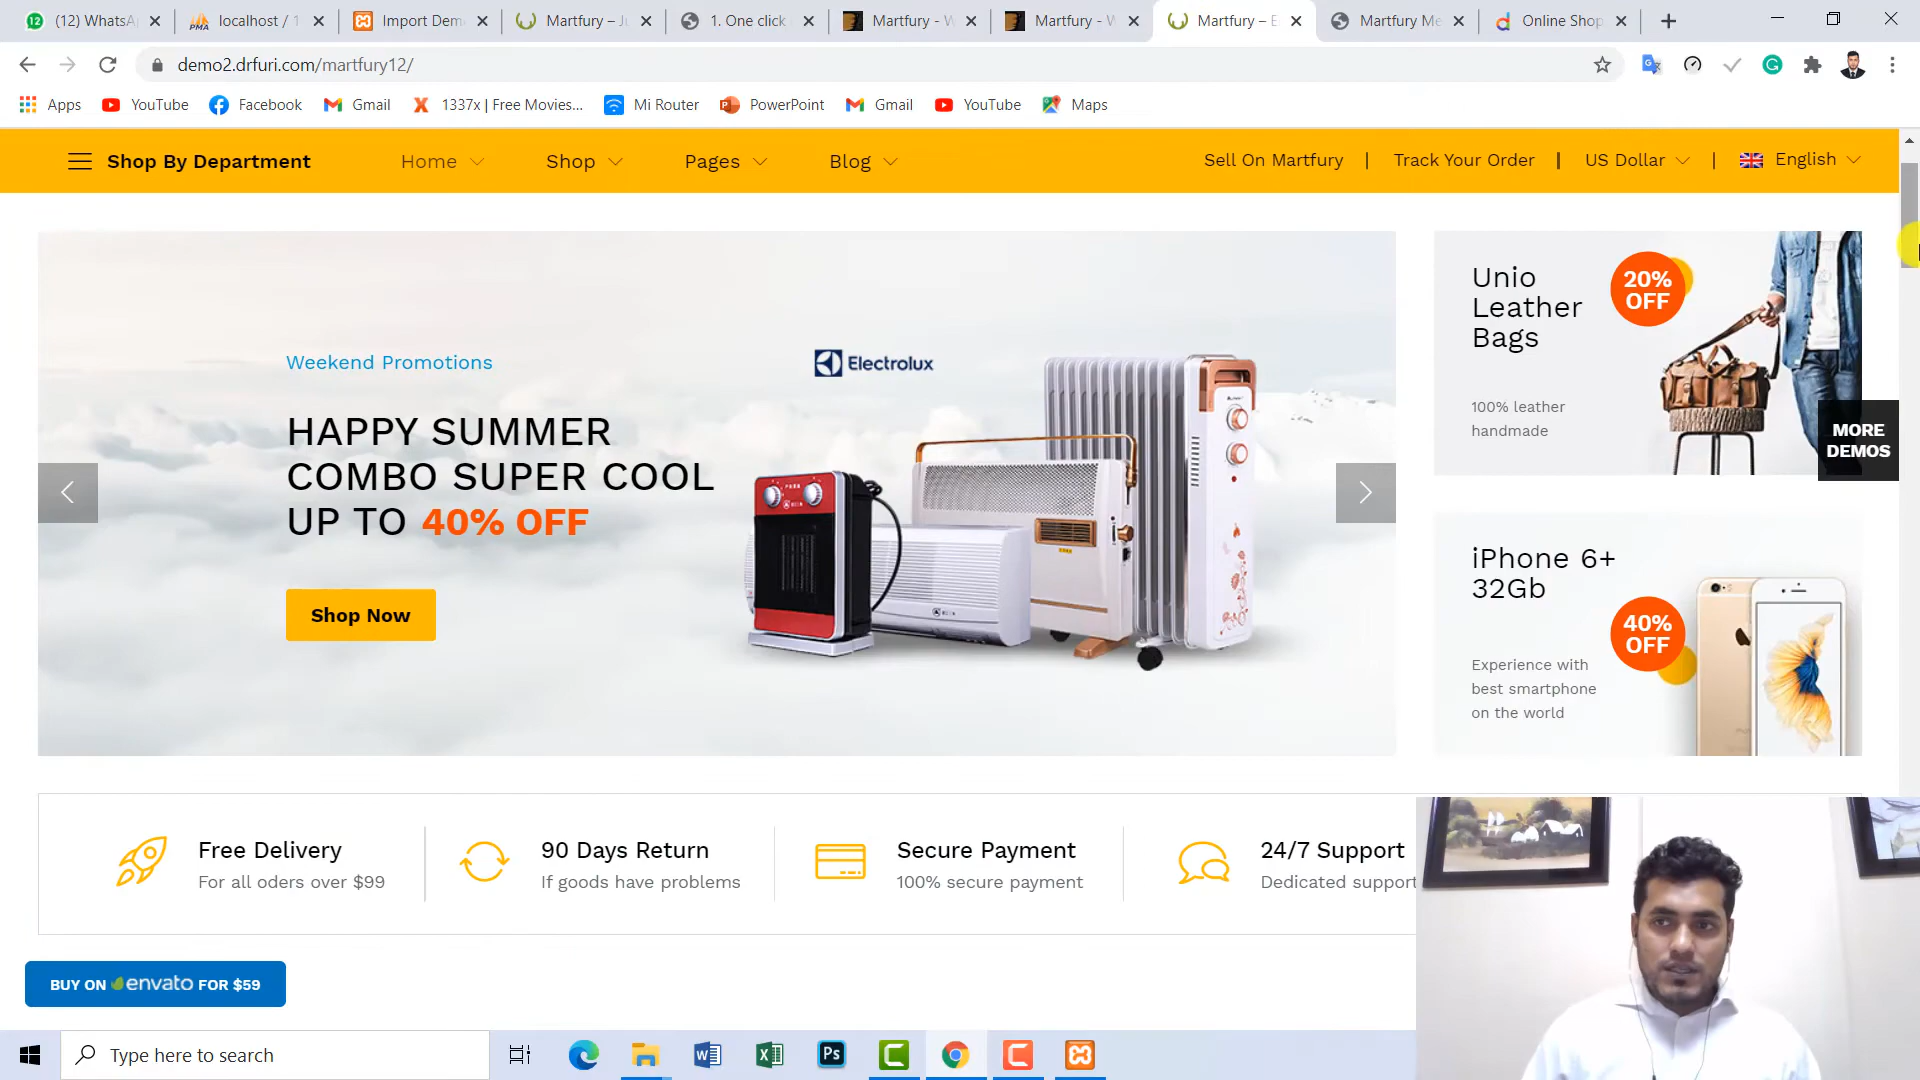 (12) WhatsA
localhost / 1
Import Dem
Martfury – Ju
1. One click
Martfury - W
Martfury - W
Martfury – E
Martfury Me
Online Shop
demo2.drfuri.com/martfury12/
Apps
YouTube
Facebook
Gmail
1337x | Free Movies...
Mi Router
PowerPoint
Gmail
YouTube
Maps
Shop By Department
Home
Shop
Pages
Blog
Sell On Martfury | Track Your Order | US Dollar | English
Weekend Promotions
HAPPY SUMMER
COMBO SUPER COOL
UP TO 40% OFF
Shop Now
Electrolux
Unio
Leather
Bags
20%
OFF
100% leather
handmade
MORE
DEMOS
iPhone 6+
32Gb
40%
OFF
Experience with
best smartphone
on the world
Free Delivery
For all oders over $99
90 Days Return
If goods have problems
Secure Payment
100% secure payment
24/7 Support
Dedicated support
BUY ON envato FOR $59
Type here to search